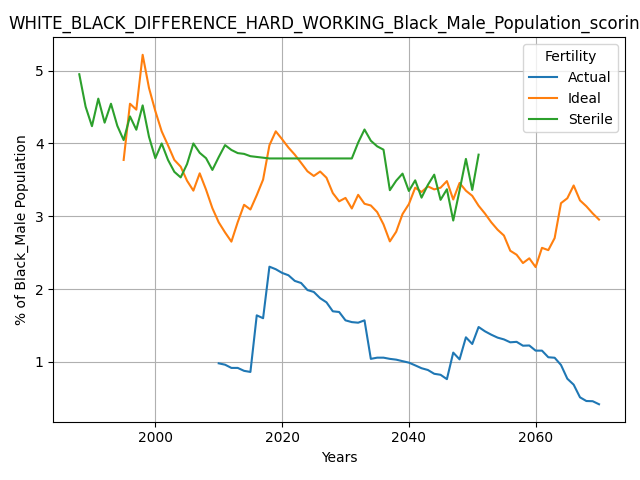 WHITE_BLACK_DIFFERENCE_HARD_WORKING_Black_Male_Population_scorin
Fertility
Actual
Ideal
Sterile
% of Black_Male Population
5
4
3
2
1
2000 2020 2040 2060
Years